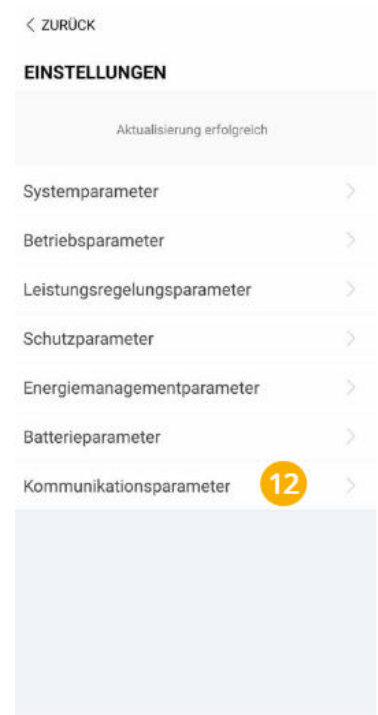 < ZURÜCK
EINSTELLUNGEN
Aktualisierung erfolgreich
Systemparameter
Betriebsparameter
Leistungsregelungsparameter
Schutzparameter
Energiemanagementparameter
Batterieparameter
Kommunikationsparameter 12